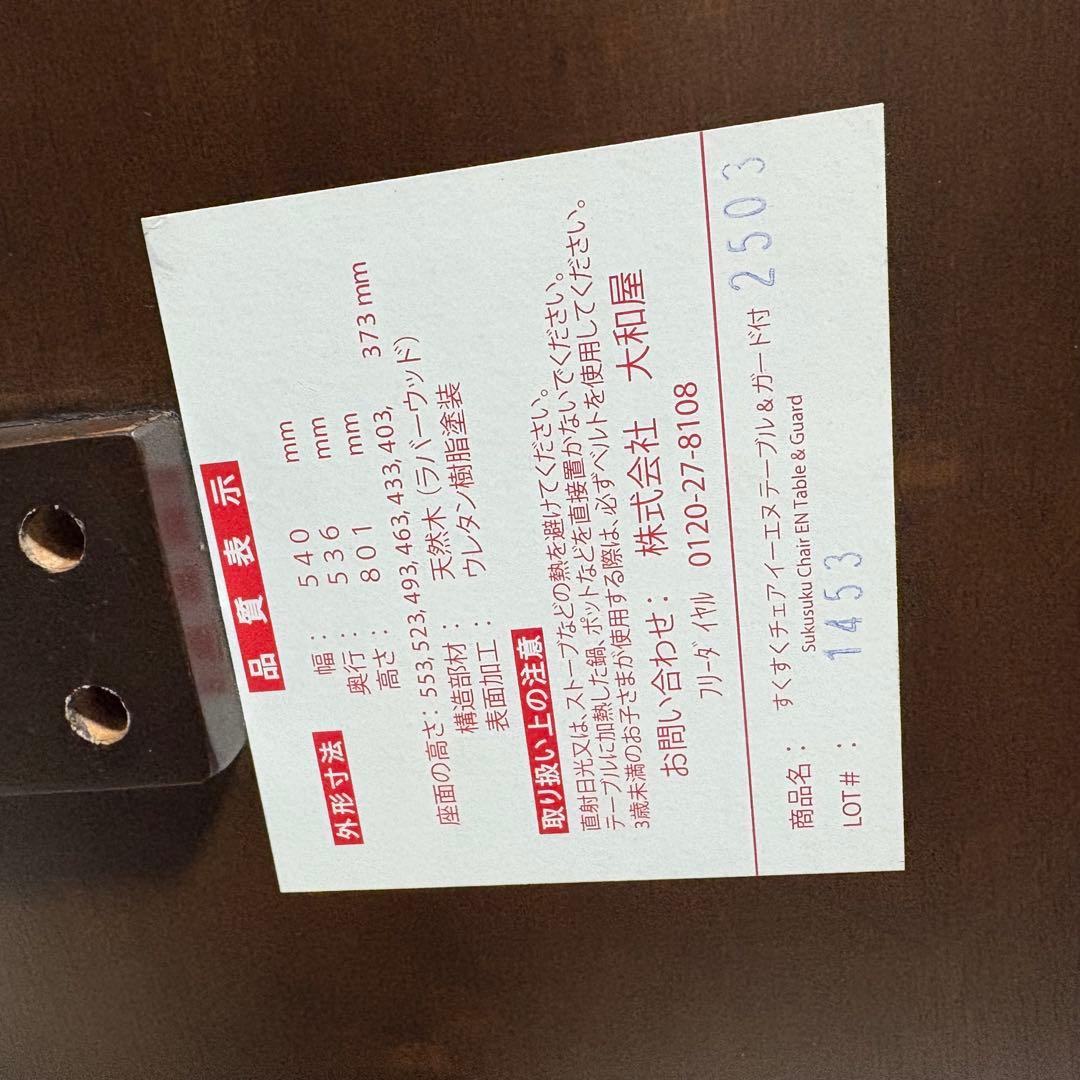 品質表示
外形寸法
幅： 540 mm
奥行： 536 mm
高さ： 801 mm
座面の高さ：553,523,493,463,433,403, 373mm
構造部材： 天然木（ラバーウッド）
表面加工： ウレタン樹脂塗装
取り扱い上の注意
直射日光又は、ストーブなどの熱を避けてください。
テーブルに加熱した鍋、ポットなどを直接置かないでください。
3歳未満のお子さまが使用する際は、必ずベルトを使用してください。
お問い合わせ： 株式会社 大和屋
ﾌﾘｰﾀﾞｲﾔﾙ 0120-27-8108
商品名： すくすくチェアイーエヌテーブル&ガード付 2503
Sukusuku Chair EN Table & Guard
LOT#： 1453